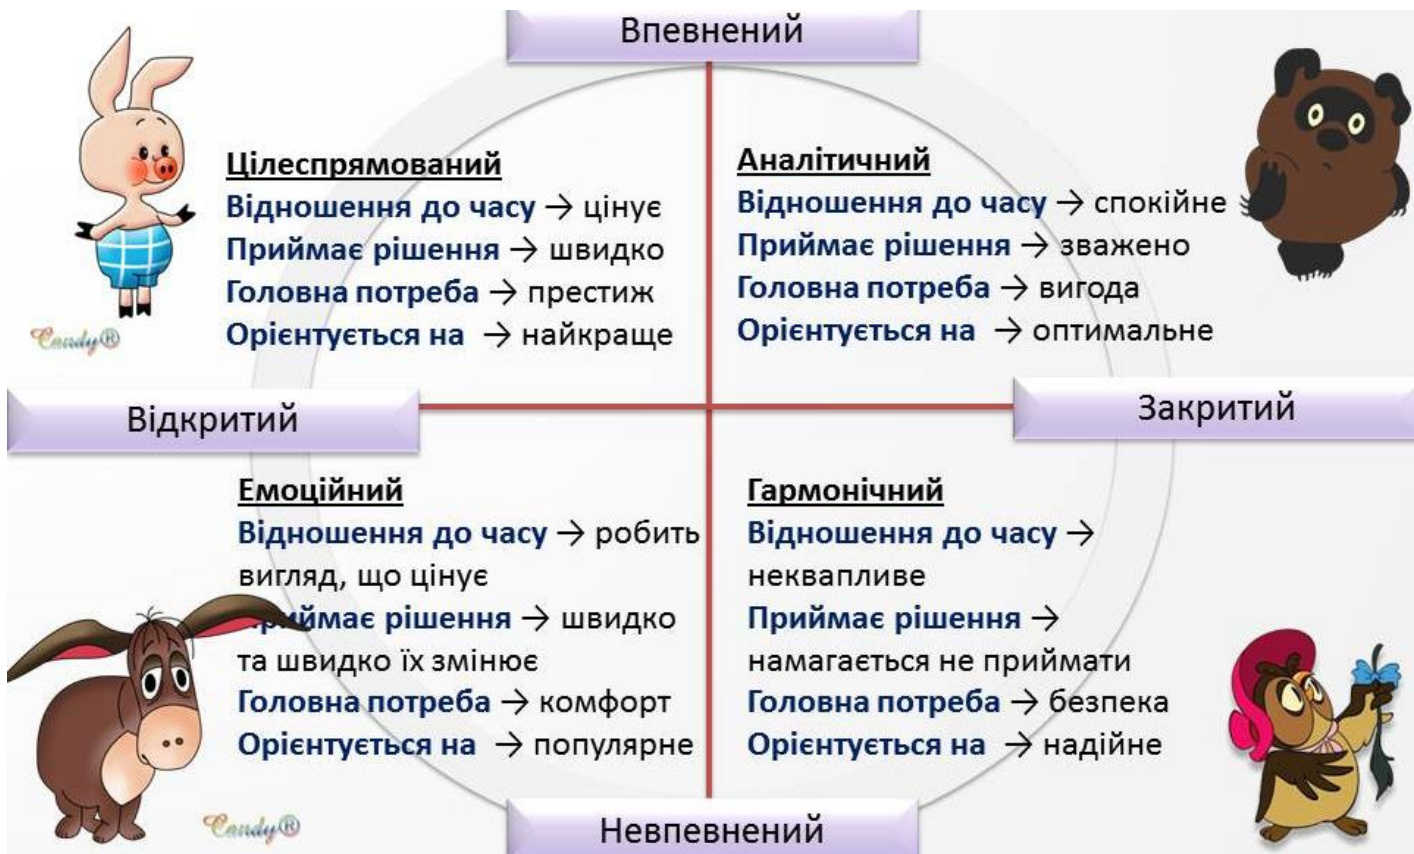 Впевнений
Цілеспрямований
Відношення до часу → цінує
Приймає рішення → швидко
Головна потреба → престиж
Орієнтується на → найкраще
Candy®
Аналітичний
Відношення до часу → спокійне
Приймає рішення → зважено
Головна потреба → вигода
Орієнтується на → оптимальне
Відкритий
Закритий
Емоційний
Відношення до часу → робить
вигляд, що цінує
Приймає рішення → швидко
та швидко їх змінює
Головна потреба → комфорт
Орієнтується на → популярне
Candy®
Гармонічний
Відношення до часу →
неквапливе
Приймає рішення →
намагається не приймати
Головна потреба → безпека
Орієнтується на → надійне
Невпевнений